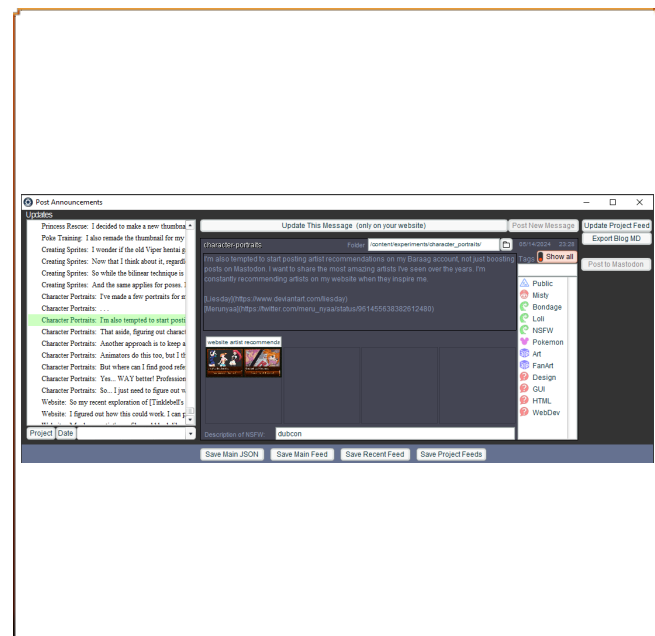 Post Announcements
Updates
Princess Rescue: I decided to make a new thumbna
Poke Training: I also remade the thumbnail for my
Creating Sprites: I wonder if the old Viper hentai g
Creating Sprites: Now that I think about it, regardl
Creating Sprites: So while the bilinear technique is
Creating Sprites: And the same applies for poses. I
Character Portraits: I've made a few portraits for m
Character Portraits: . . .
Character Portraits: I'm also tempted to start posti
Character Portraits: That aside, figuring out charact
Character Portraits: Another approach is to keep a
Character Portraits: Animators do this too, but I th
Character Portraits: But where can I find good refe
Character Portraits: Yes... WAY better! Profession
Character Portraits: So... I just need to figure out w
Website: So my recent exploration of [Tinklebell's
Website: I figured out how this could work. I can p
Project Date
Update This Message (only on your website)
Post New Message
Update Project Feed
character-portraits
Folder /content/experiments/character_portraits/
05/14/2024 23:28
Export Blog MD
I'm also tempted to start posting artist recommendations on my Baraag account, not just boosting
posts on Mastodon. I want to share the most amazing artists I've seen over the years. I'm
constantly recommending artists on my website when they inspire me.
[Liesday](https://www.deviantart.com/liesday)
[Merunyaa](https://twitter.com/meru_nyaa/status/961455638382612480)
Tags Show all
Post to Mastodon
Public
Misty
Bondage
Loli
NSFW
Pokemon
Art
FanArt
Design
GUI
HTML
WebDev
website artist recommends
Description of NSFW dubcon
Save Main JSON
Save Main Feed
Save Recent Feed
Save Project Feeds